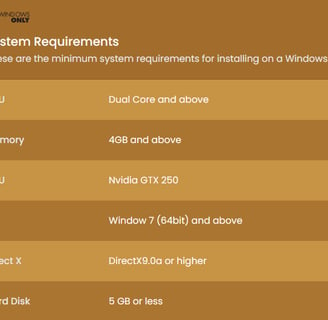 WINDOWS
ONLY
stem Requirements
ese are the minimum system requirements for installing on a Windows
U Dual Core and above
mory 4GB and above
U Nvidia GTX 250
Window 7 (64bit) and above
ect X DirectX9.0a or higher
rd Disk 5 GB or less